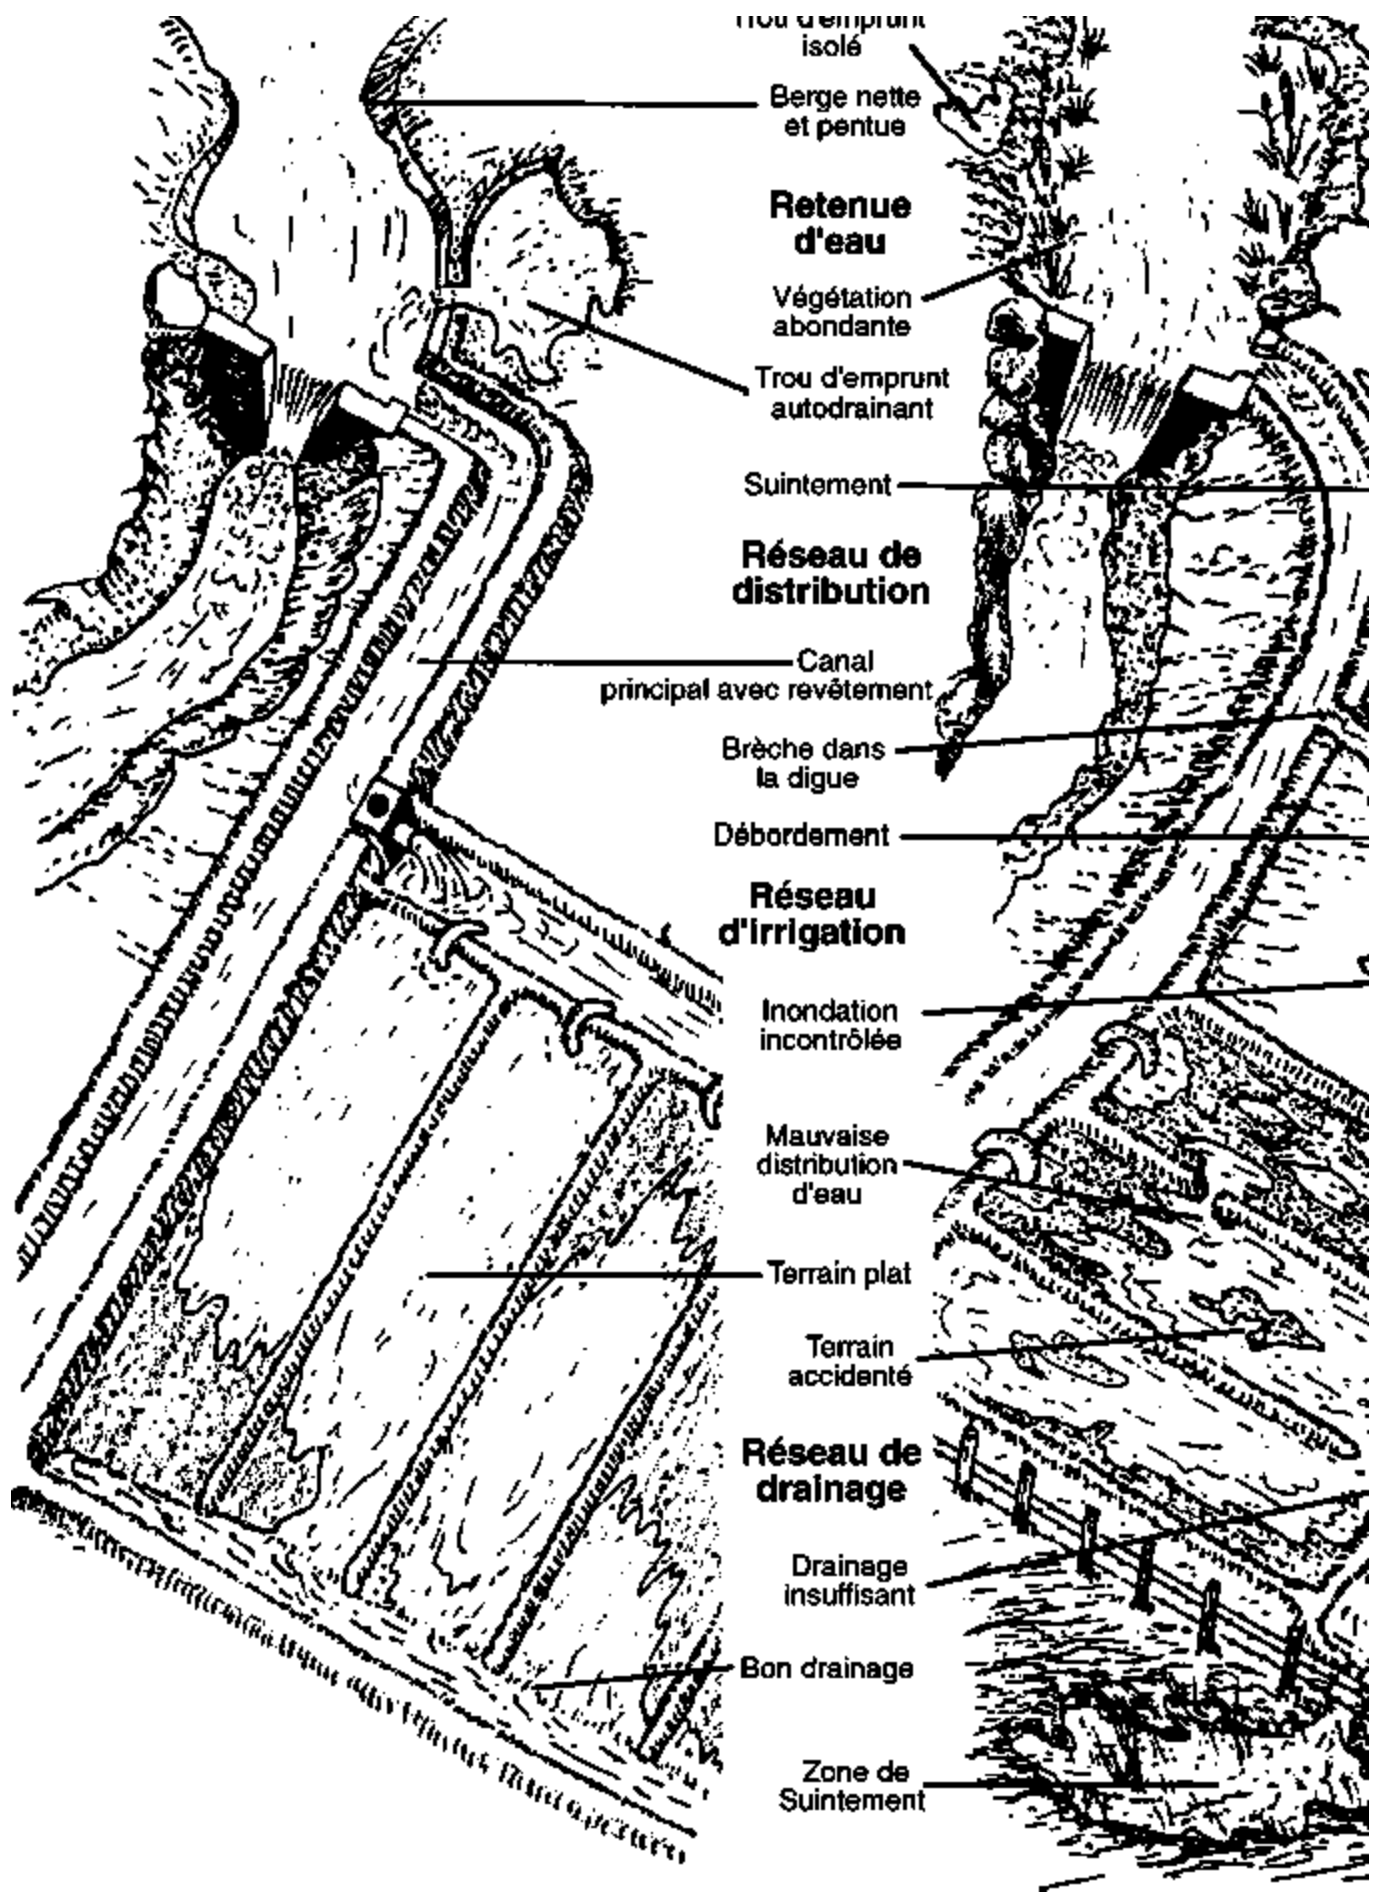 Trou d'emprunt
isolé
Berge nette
et pentue
Retenue
d'eau
Végétation
abondante
Trou d'emprunt
autodrainant
Suintement
Réseau de
distribution
Canal
principal avec revêtement
Brèche dans
la digue
Débordement
Réseau
d'irrigation
Inondation
incontrôlée
Mauvaise
distribution
d'eau
Terrain plat
Terrain
accidenté
Réseau de
drainage
Drainage
insuffisant
Bon drainage
Zone de
Suintement